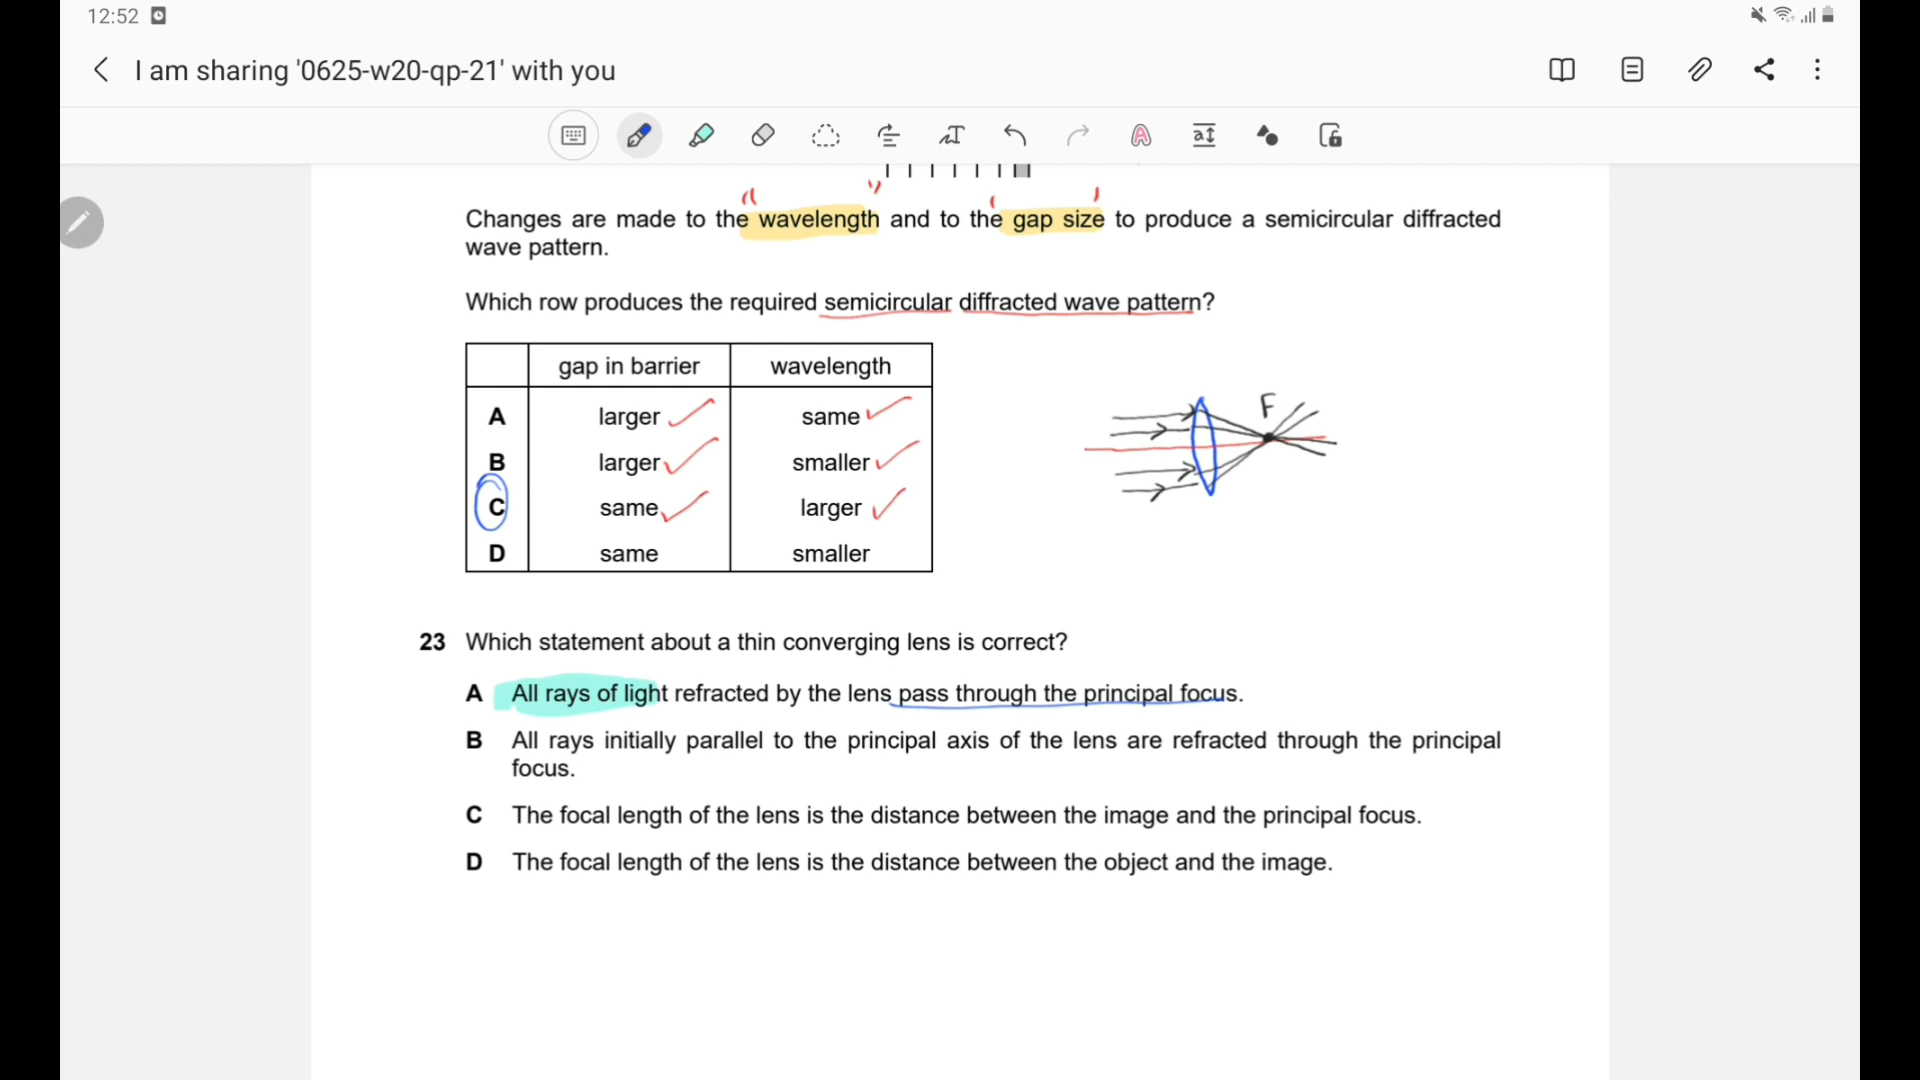 12:52
I am sharing '0625-w20-qp-21' with you
Changes are made to the wavelength and to the gap size to produce a semicircular diffracted
wave pattern.
Which row produces the required semicircular diffracted wave pattern?
gap in barrier wavelength
A larger same
B larger smaller
C same larger
D same smaller
F
23 Which statement about a thin converging lens is correct?
A All rays of light refracted by the lens pass through the principal focus.
B All rays initially parallel to the principal axis of the lens are refracted through the principal
focus.
C The focal length of the lens is the distance between the image and the principal focus.
D The focal length of the lens is the distance between the object and the image.